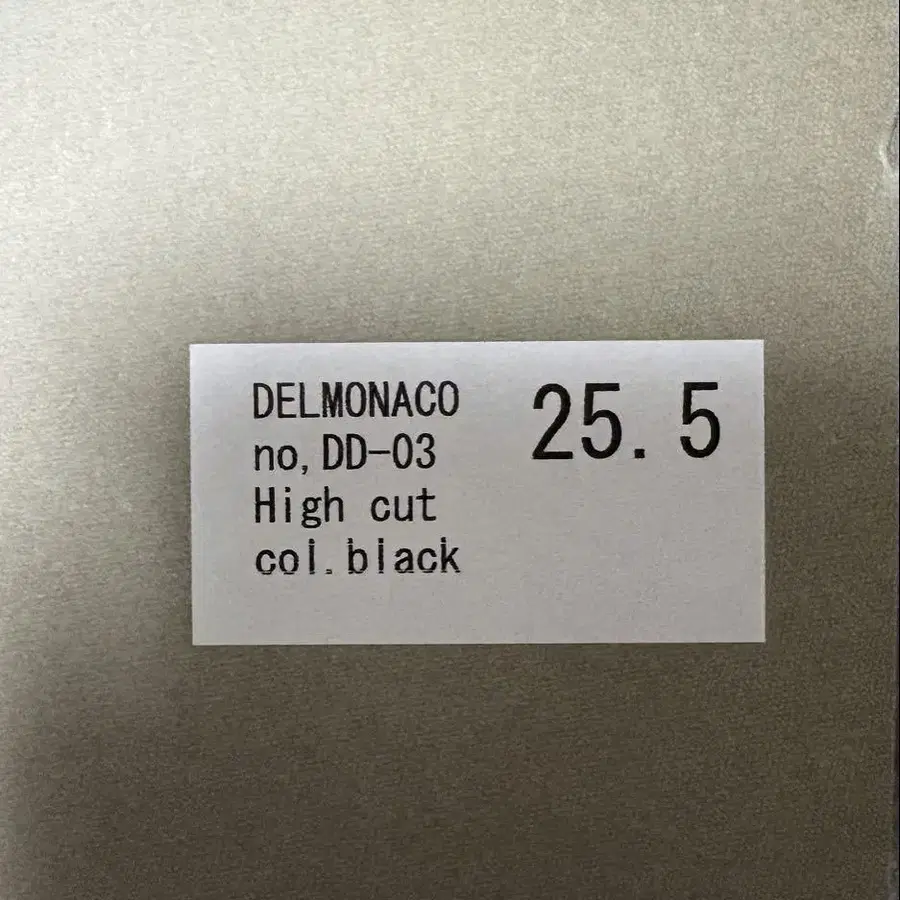 DELMONACO
no,DD-03
High cut
col.black
25.5